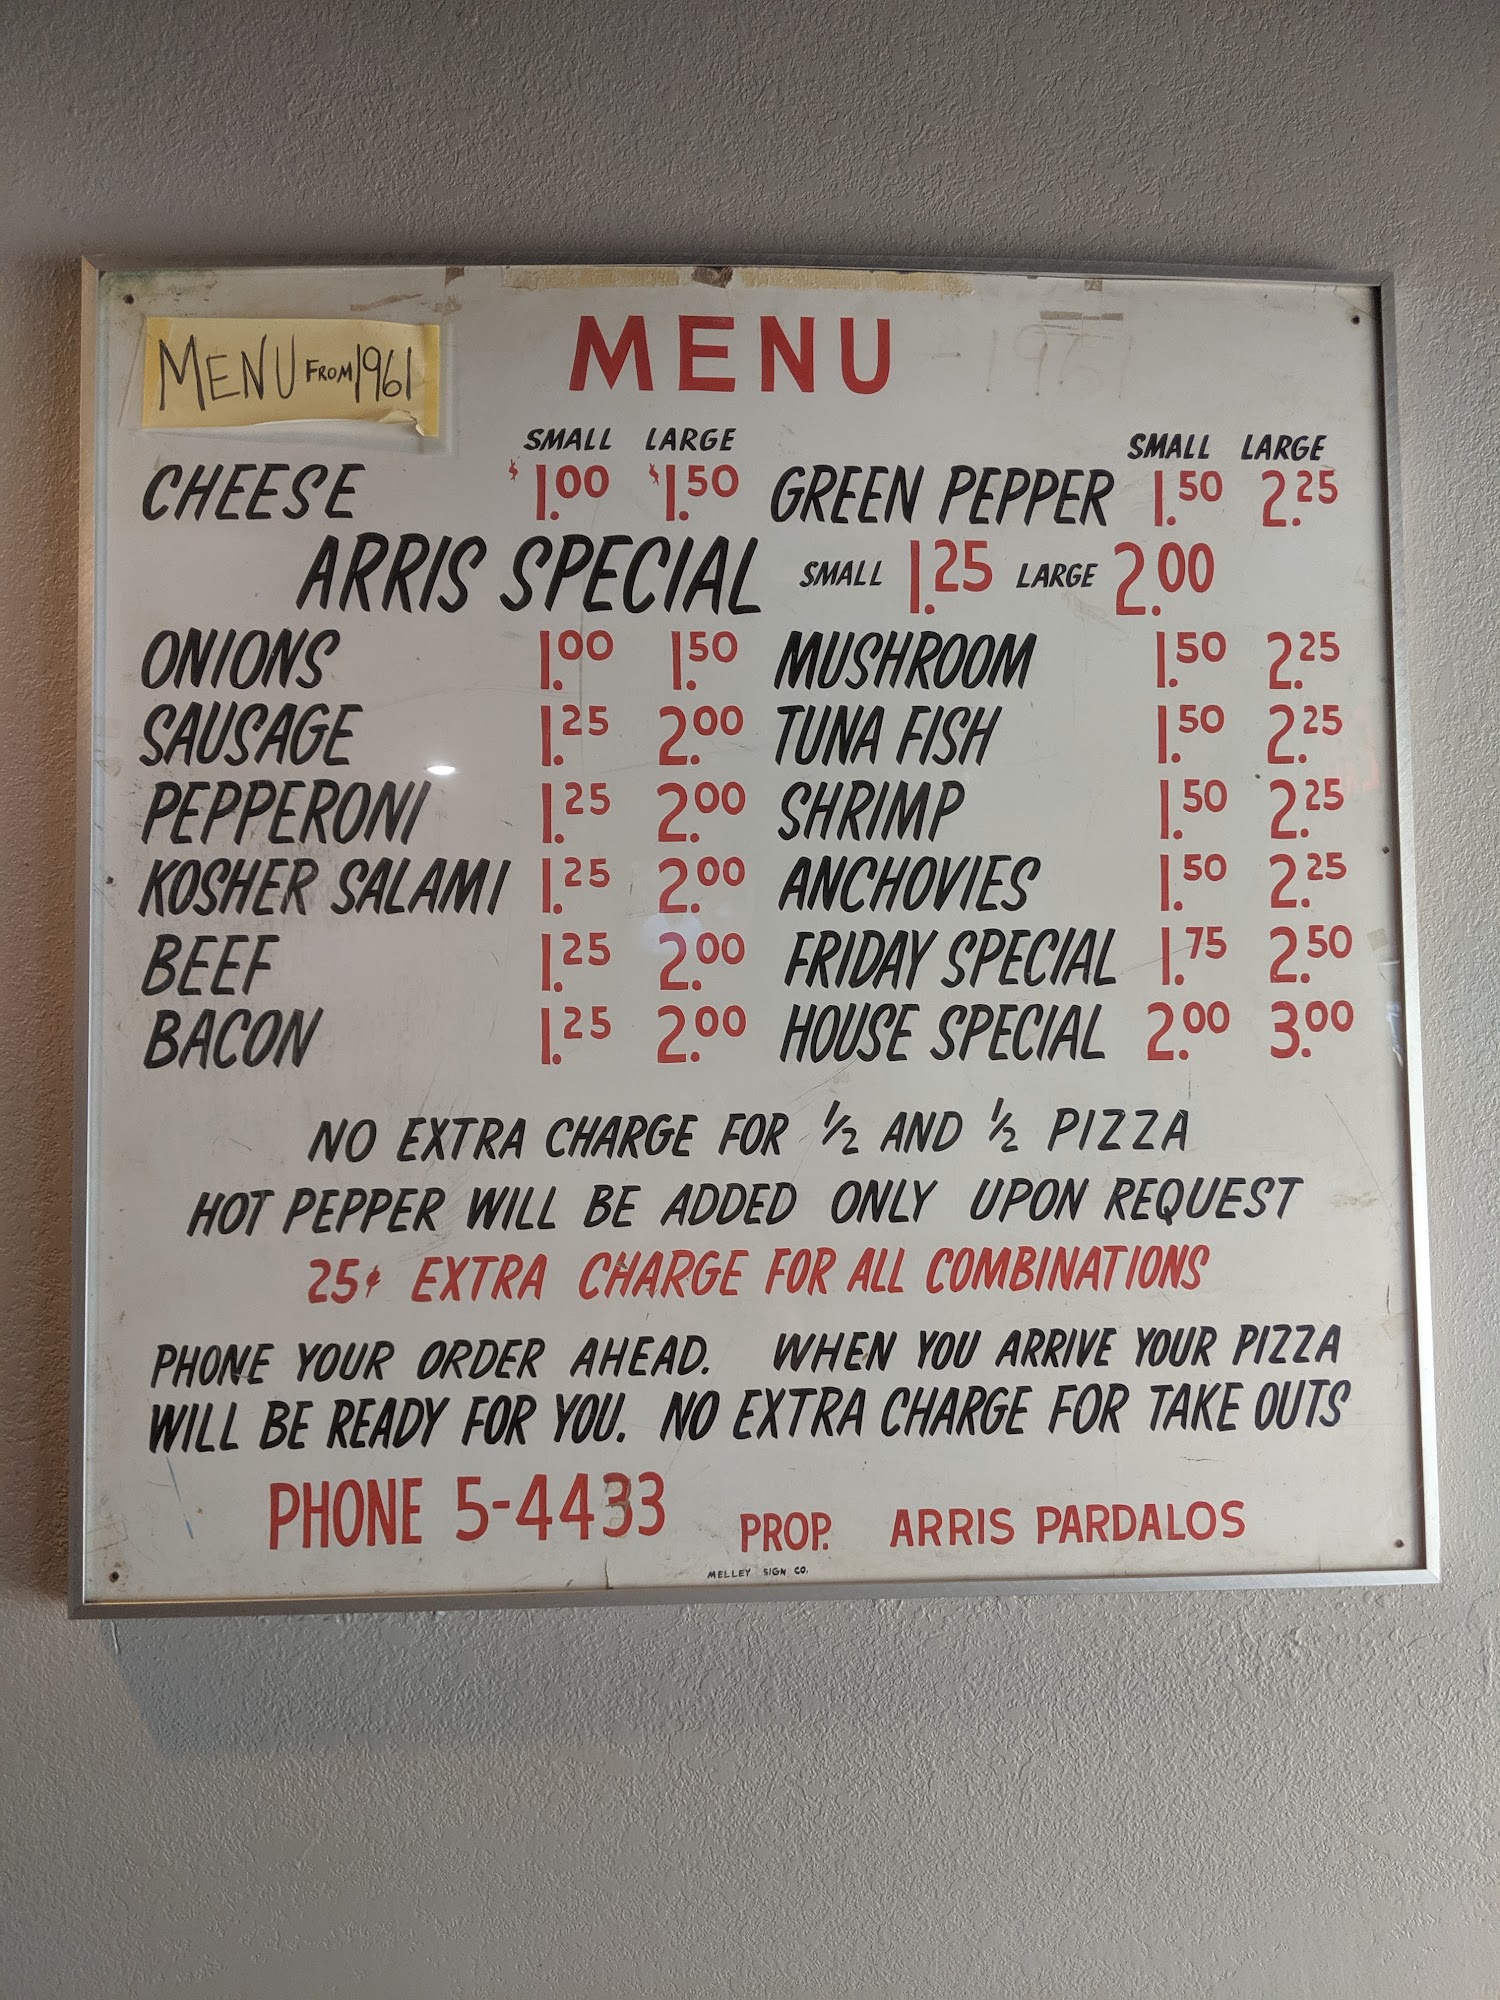 MENU FROM 1961
MENU
SMALL LARGE SMALL LARGE
CHEESE $1.00 $1.50 GREEN PEPPER 1.50 2.25
ARRIS SPECIAL SMALL 1.25 LARGE 2.00
ONIONS 1.00 1.50 MUSHROOM 1.50 2.25
SAUSAGE 1.25 2.00 TUNA FISH 1.50 2.25
PEPPERONI 1.25 2.00 SHRIMP 1.50 2.25
KOSHER SALAMI 1.25 2.00 ANCHOVIES 1.50 2.25
BEEF 1.25 2.00 FRIDAY SPECIAL 1.75 2.50
BACON 1.25 2.00 HOUSE SPECIAL 2.00 3.00
NO EXTRA CHARGE FOR 1/2 AND 1/2 PIZZA
HOT PEPPER WILL BE ADDED ONLY UPON REQUEST
25¢ EXTRA CHARGE FOR ALL COMBINATIONS
PHONE YOUR ORDER AHEAD. WHEN YOU ARRIVE YOUR PIZZA
WILL BE READY FOR YOU. NO EXTRA CHARGE FOR TAKE OUTS
PHONE 5-4433 PROP. ARRIS PARDALOS
MELLEY SIGN CO.